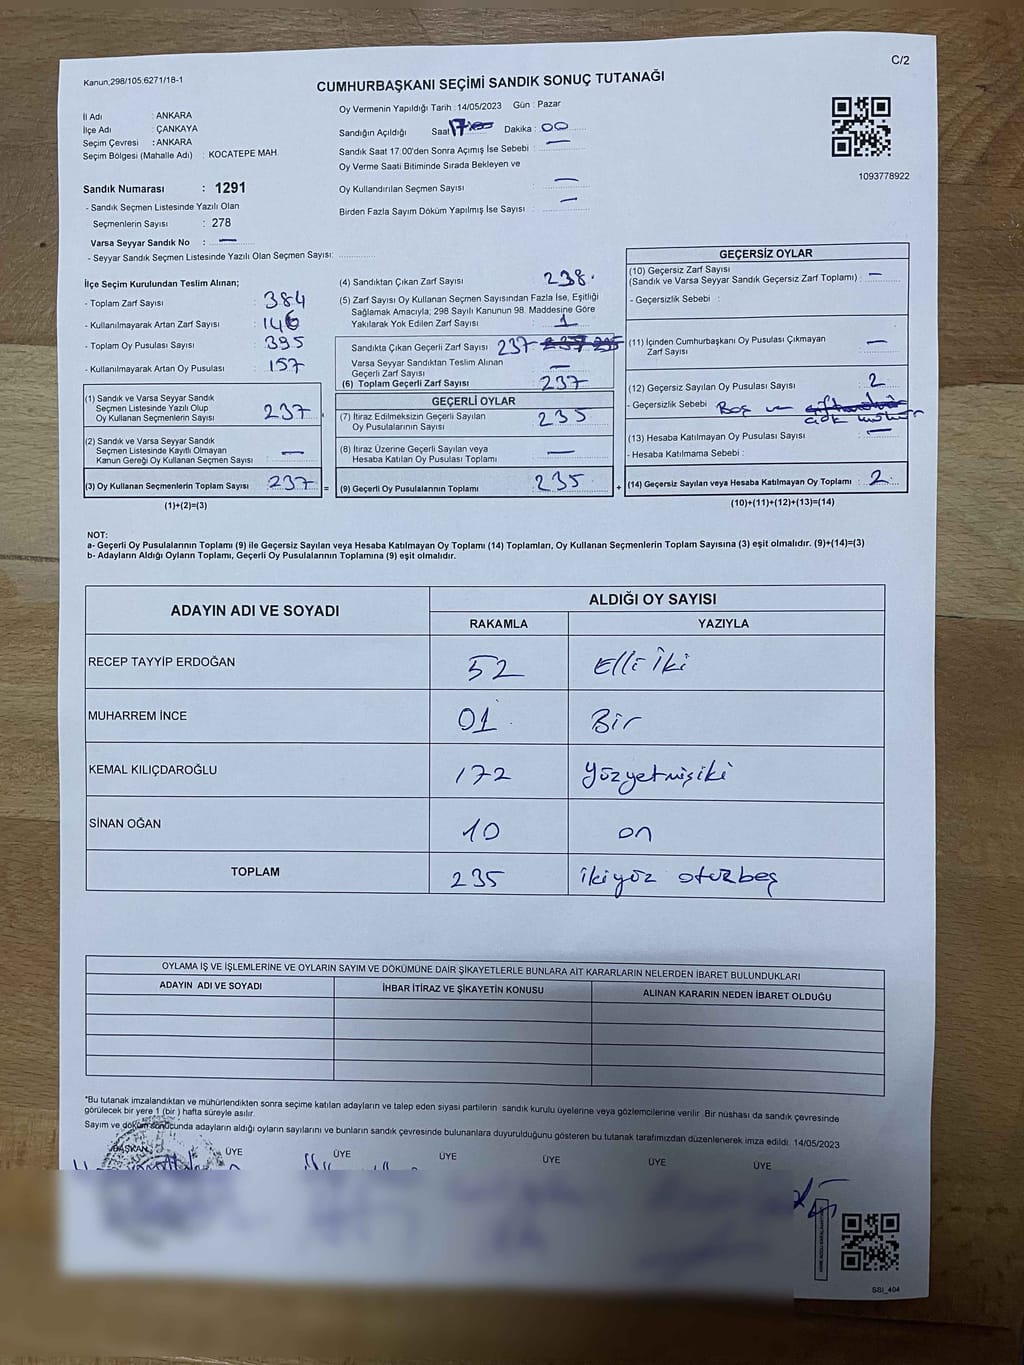 C/2
Kanun.298/105.6271/18-1
CUMHURBAŞKANI SEÇİMİ SANDIK SONUÇ TUTANAĞI
İl Adı : ANKARA
İlçe Adı : ÇANKAYA
Seçim Çevresi : ANKARA
Seçim Bölgesi (Mahalle Adı) : KOCATEPE MAH
Oy Vermenin Yapıldığı Tarih :14/05/2023 Gün : Pazar
Sandığın Açıldığı Saat 17 Dakika : 00
Sandık Saat 17.00'den Sonra Açımış İse Sebebi : —
Oy Verme Saati Bitiminde Sırada Bekleyen ve
Oy Kullandırılan Seçmen Sayısı : —
Birden Fazla Sayım Döküm Yapılmış İse Sayısı : —
1093778922
Sandık Numarası : 1291
- Sandık Seçmen Listesinde Yazılı Olan
Seçmenlerin Sayısı : 278
Varsa Seyyar Sandık No : —
- Seyyar Sandık Seçmen Listesinde Yazılı Olan Seçmen Sayısı:
İlçe Seçim Kurulundan Teslim Alınan;
- Toplam Zarf Sayısı : 384
- Kullanılmayarak Artan Zarf Sayısı : 146
- Toplam Oy Pusulası Sayısı : 395
- Kullanılmayarak Artan Oy Pusulası : 157
(1) Sandık ve Varsa Seyyar Sandık
Seçmen Listesinde Yazılı Olup
Oy Kullanan Seçmenlerin Sayısı : 237
(2) Sandık ve Varsa Seyyar Sandık
Seçmen Listesinde Kayıtlı Olmayan
Kanun Gereği Oy Kullanan Seçmen Sayısı : —
(3) Oy Kullanan Seçmenlerin Toplam Sayısı : 237 =
(1)+(2)=(3)
(4) Sandıktan Çıkan Zarf Sayısı : 238.
(5) Zarf Sayısı Oy Kullanan Seçmen Sayısından Fazla İse, Eşitliği
Sağlamak Amacıyla; 298 Sayılı Kanunun 98. Maddesine Göre
Yakılarak Yok Edilen Zarf Sayısı : 1
Sandıkta Çıkan Geçerli Zarf Sayısı 237
Varsa Seyyar Sandıktan Teslim Alınan
Geçerli Zarf Sayısı : —
(6) Toplam Geçerli Zarf Sayısı : 237
GEÇERLİ OYLAR
(7) İtiraz Edilmeksizin Geçerli Sayılan
Oy Pusulalarının Sayısı : 235
(8) İtiraz Üzerine Geçerli Sayılan veya
Hesaba Katılan Oy Pusulası Toplamı : —
(9) Geçerli Oy Pusulalarının Toplamı : 235 +
GEÇERSİZ OYLAR
(10) Geçersiz Zarf Sayısı
(Sandık ve Varsa Seyyar Sandık Geçersiz Zarf Toplamı) : —
- Geçersizlik Sebebi :
(11) İçinden Cumhurbaşkanı Oy Pusulası Çıkmayan
Zarf Sayısı : —
(12) Geçersiz Sayılan Oy Pusulası Sayısı : 2
- Geçersizlik Sebebi : Boş ve
çok mühür
(13) Hesaba Katılmayan Oy Pusulası Sayısı : —
- Hesaba Katılmama Sebebi :
(14) Geçersiz Sayılan veya Hesaba Katılmayan Oy Toplamı : 2
(10)+(11)+(12)+(13)=(14)
NOT:
a- Geçerli Oy Pusulalarının Toplamı (9) ile Geçersiz Sayılan veya Hesaba Katılmayan Oy Toplamı (14) Toplamları, Oy Kullanan Seçmenlerin Toplam Sayısına (3) eşit olmalıdır. (9)+(14)=(3)
b- Adayların Aldığı Oyların Toplamı, Geçerli Oy Pusulalarının Toplamına (9) eşit olmalıdır.
ADAYIN ADI VE SOYADI
ALDIĞI OY SAYISI
RAKAMLA YAZIYLA
RECEP TAYYİP ERDOĞAN 52 Elli İki
MUHARREM İNCE 01 Bir
KEMAL KILIÇDAROĞLU 172 Yüzyetmişiki
SİNAN OĞAN 10 on
TOPLAM 235 ikiyüz otuzbeş
OYLAMA İŞ VE İŞLEMLERİNE VE OYLARIN SAYIM VE DÖKÜMÜNE DAİR ŞİKAYETLERLE BUNLARA AİT KARARLARIN NELERDEN İBARET BULUNDUKLARI
ADAYIN ADI VE SOYADI İHBAR İTİRAZ VE ŞİKAYETİN KONUSU ALINAN KARARIN NEDEN İBARET OLDUĞU
*Bu tutanak imzalandıktan ve mühürlendikten sonra seçime katılan adayların ve talep eden siyasi partilerin sandık kurulu üyelerine veya gözlemcilerine verilir .Bir nüshası da sandık çevresinde
görülecek bir yere 1 (bir ) hafta süreyle asılır.
Sayım ve döküm sonucunda adayların aldığı oyların sayılarını ve bunların sandık çevresinde bulunanlara duyurulduğunu gösteren bu tutanak tarafımızdan düzenlenerek imza edildi. 14/05/2023
BAŞKAN ÜYE ÜYE ÜYE ÜYE ÜYE ÜYE
SSI_404